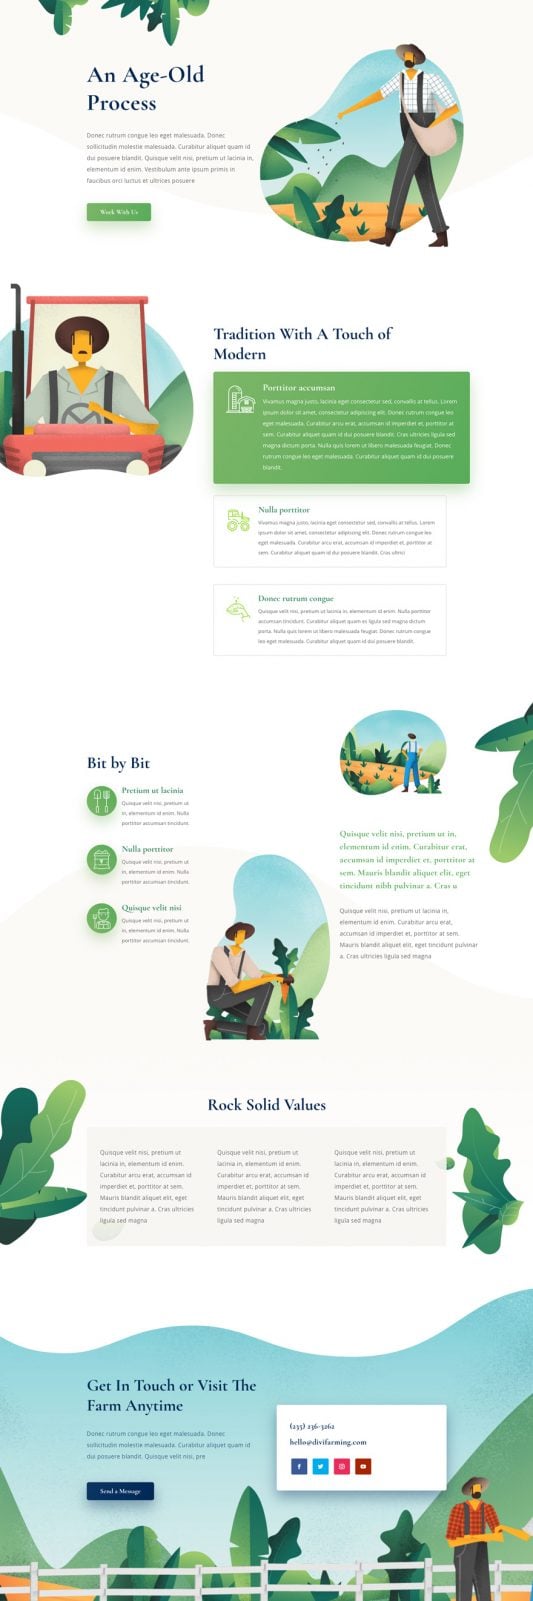 An Age-Old
Process
Donec rutrum congue leo eget malesuada. Donec
sollicitudin molestie malesuada. Curabitur aliquet quam id
dui posuere blandit. Quisque velit nisi, pretium ut lacinia in,
elementum id enim. Vestibulum ante ipsum primis in
faucibus orci luctus et ultrices posuere
Work With Us
Tradition With A Touch of
Modern
Porttitor accumsan
Vivamus magna justo, lacinia eget consectetur sed, convallis at tellus. Lorem
ipsum dolor sit amet, consectetur adipiscing elit. Donec rutrum congue leo
eget malesuada. Curabitur arcu erat, accumsan id imperdiet et, porttitor at
sem. Curabitur aliquet quam id dui posuere blandit. Cras ultricies ligula sed
magna dictum porta. Nulla quis lorem ut libero malesuada feugiat. Donec
rutrum congue leo eget malesuada. Curabitur aliquet quam id dui posuere
blandit.
Nulla porttitor
Vivamus magna justo, lacinia eget consectetur sed, convallis at tellus. Lorem
ipsum dolor sit amet, consectetur adipiscing elit. Donec rutrum congue leo
eget malesuada. Curabitur arcu erat, accumsan id imperdiet et, porttitor at
sem. Curabitur aliquet quam id dui posuere blandit. Cras ultrici
Donec rutrum congue
Quisque velit nisi, pretium ut lacinia in, elementum id enim. Nulla porttitor
accumsan tincidunt. Curabitur aliquet quam es ligula sed magna dictum
porta. Nulla quis lorem ut libero malesuada feugiat. Donec rutrum congue
leo eget malesuada. Curabitur aliquet quam id dui posuere blandit.
Bit by Bit
Pretium ut lacinia
Quisque velit nisi, pretium ut
in, elementum id enim. Nulla
porttitor accumsan tincidunt.
Nulla porttitor
Quisque velit nisi, pretium ut
in, elementum id enim. Nulla
porttitor accumsan tincidunt.
Quisque velit nisi
Quisque velit nisi, pretium ut
in, elementum id enim. Nulla
porttitor accumsan tincidunt.
Quisque velit nisi, pretium ut in,
elementum id enim. Curabitur erat,
accumsan id imperdiet et, porttitor at
sem. Mauris blandit aliquet elit, eget
tincidunt nibh pulvinar a. Cras u
Quisque velit nisi, pretium ut lacinia in,
elementum id enim. Curabitur arcu erat,
accumsan id imperdiet et, porttitor at sem.
Mauris blandit aliquet elit, eget tincidunt pulvinar
a. Cras ultricies ligula sed magna
Rock Solid Values
Quisque velit nisi, pretium ut
lacinia in, elementum id enim.
Curabitur arcu erat, accumsan id
imperdiet et, porttitor at sem.
Mauris blandit aliquet elit, eget
tincidunt pulvinar a. Cras ultricies
ligula sed magna
Quisque velit nisi, pretium ut
lacinia in, elementum id enim.
Curabitur arcu erat, accumsan id
imperdiet et, porttitor at sem.
Mauris blandit aliquet elit, eget
tincidunt pulvinar a. Cras ultricies
ligula sed magna
Quisque velit nisi, pretium ut
lacinia in, elementum id enim.
Curabitur arcu erat, accumsan id
imperdiet et, porttitor at sem.
Mauris blandit aliquet elit, eget
tincidunt pulvinar a. Cras ultricies
ligula sed magna
Get In Touch or Visit The
Farm Anytime
Donec rutrum congue leo eget malesuada. Donec
sollicitudin molestie malesuada. Curabitur aliquet quam id
dui posuere blandit. Quisque velit nisi, pre
Send a Message
(235) 236-3262
hello@divifarming.com